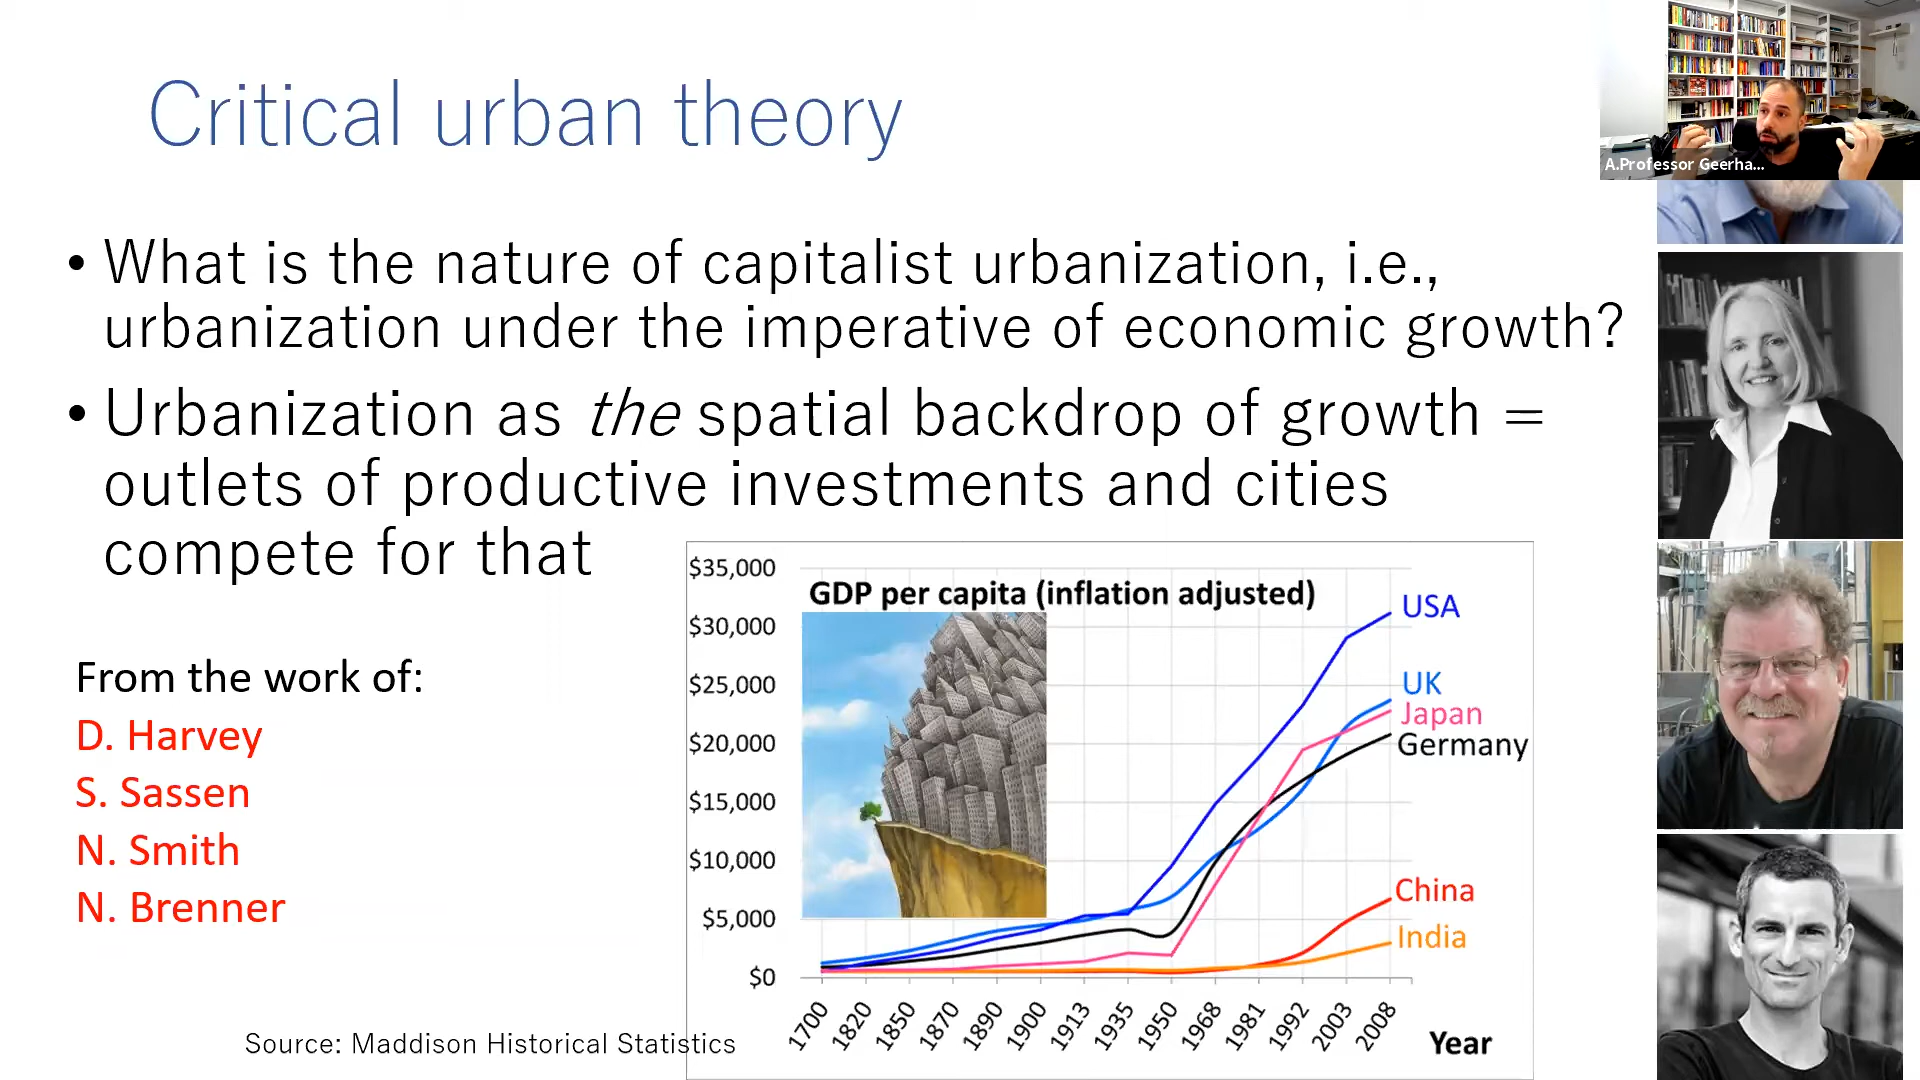 Critical urban theory
A.Professor Geerha...
• What is the nature of capitalist urbanization, i.e.,
urbanization under the imperative of economic growth?
• Urbanization as the spatial backdrop of growth =
outlets of productive investments and cities
compete for that
From the work of:
D. Harvey
S. Sassen
N. Smith
N. Brenner
GDP per capita (inflation adjusted)
$35,000
$30,000
$25,000
$20,000
$15,000
$10,000
$5,000
$0
USA
UK
Japan
Germany
China
India
1700 1820 1850 1870 1890 1900 1913 1935 1950 1968 1981 1992 2003 2008
Year
Source: Maddison Historical Statistics